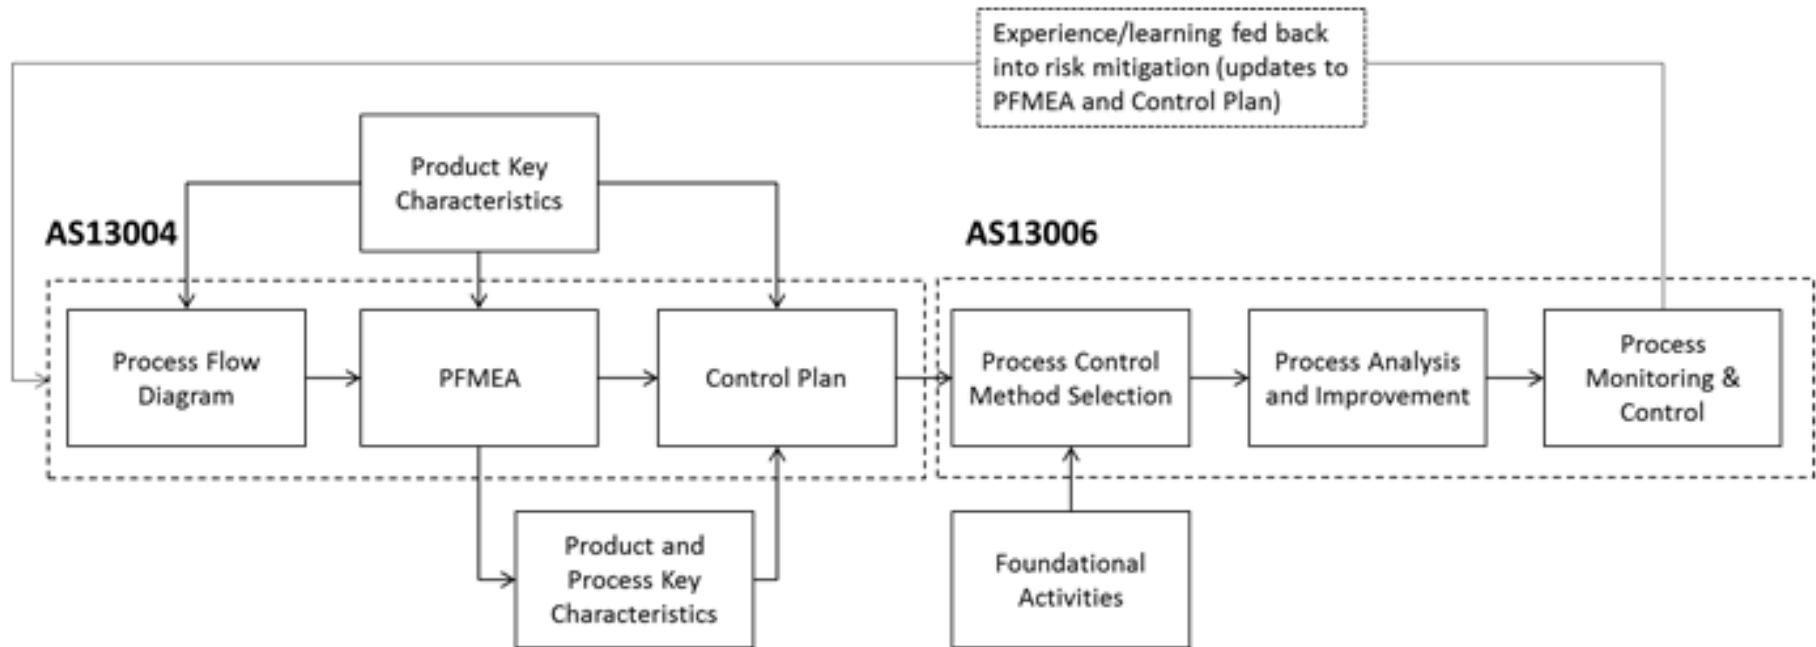 Experience/learning fed back
into risk mitigation (updates to
PFMEA and Control Plan)
Product Key
Characteristics
AS13004
AS13006
Process Flow
Diagram
PFMEA
Control Plan
Process Control
Method Selection
Process Analysis
and Improvement
Process
Monitoring &
Control
Product and
Process Key
Characteristics
Foundational
Activities